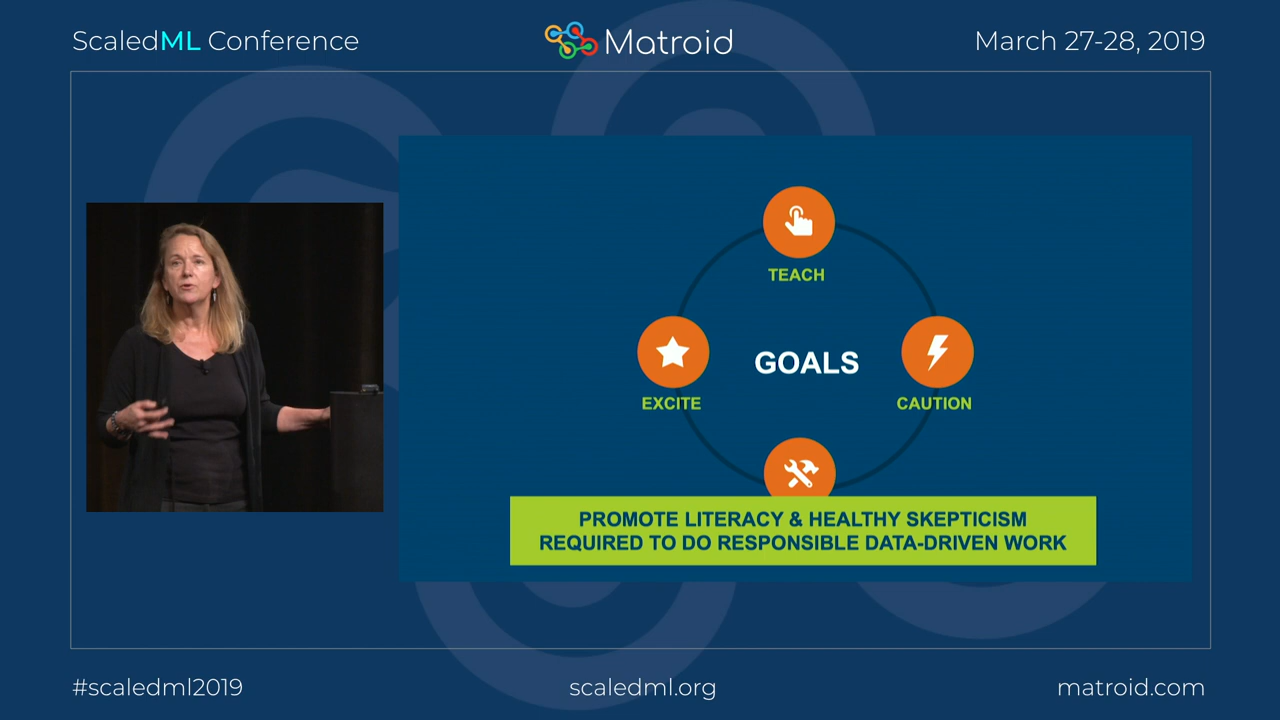 ScaledML Conference
Matroid
March 27-28, 2019
TEACH
GOALS
EXCITE
CAUTION
PROMOTE LITERACY & HEALTHY SKEPTICISM
REQUIRED TO DO RESPONSIBLE DATA-DRIVEN WORK
#scaledml2019
scaledml.org
matroid.com